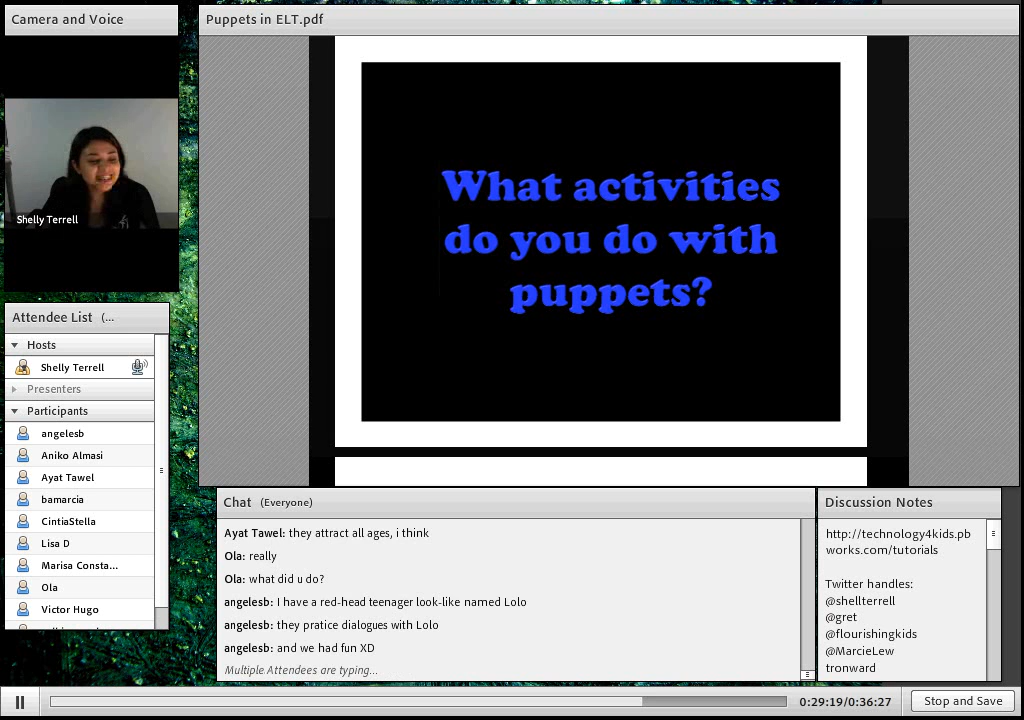 Camera and Voice
Shelly Terrell
Attendee List (...
Hosts
Shelly Terrell
Presenters
Participants
angelesb
Aniko Almasi
Ayat Tawel
bamarcia
CintiaStella
Lisa D
Marisa Consta...
Ola
Victor Hugo
Puppets in ELT.pdf
What activities
do you do with
puppets?
Chat (Everyone)
Ayat Tawel: they attract all ages, i think
Ola: really
Ola: what did u do?
angelesb: I have a red-head teenager look-like named Lolo
angelesb: they pratice dialogues with Lolo
angelesb: and we had fun XD
Multiple Attendees are typing...
Discussion Notes
http://technology4kids.pb
works.com/tutorials
Twitter handles:
@shellterrell
@gret
@flourishingkids
@MarcieLew
tronward
0:29:19/0:36:27
Stop and Save